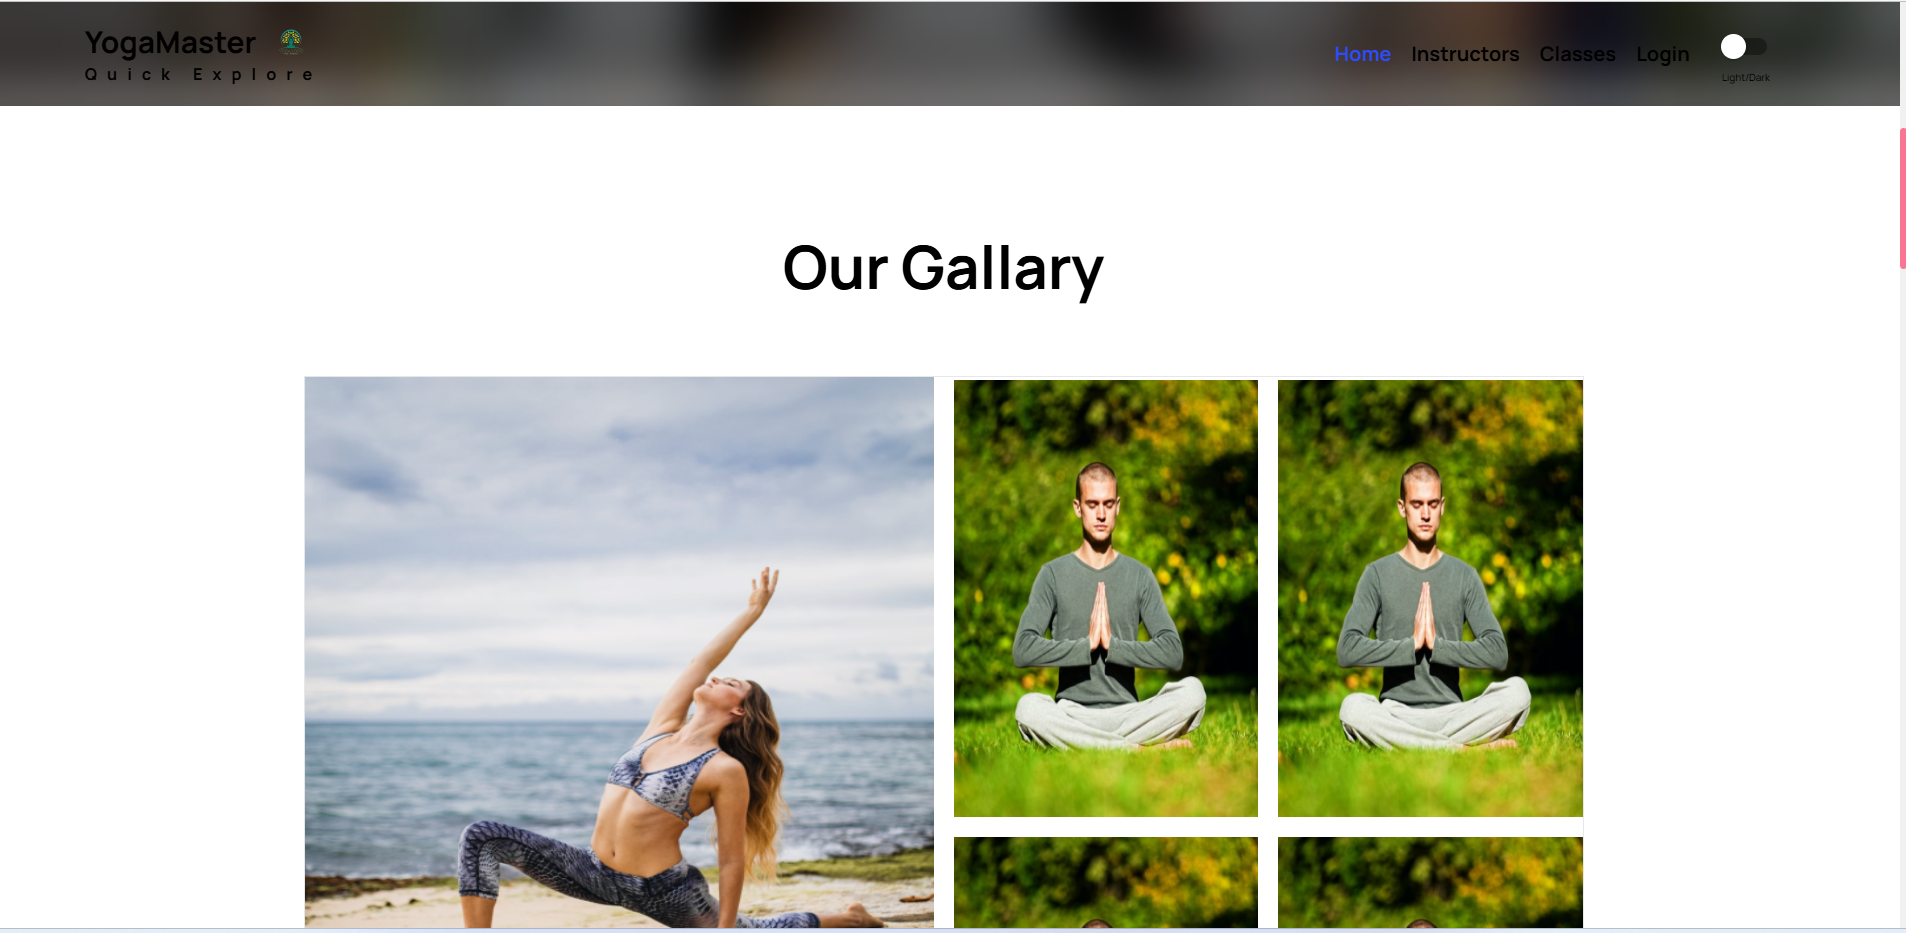 YogaMaster
Quick Explore
Home Instructors Classes Login
Light/Dark
Our Gallary